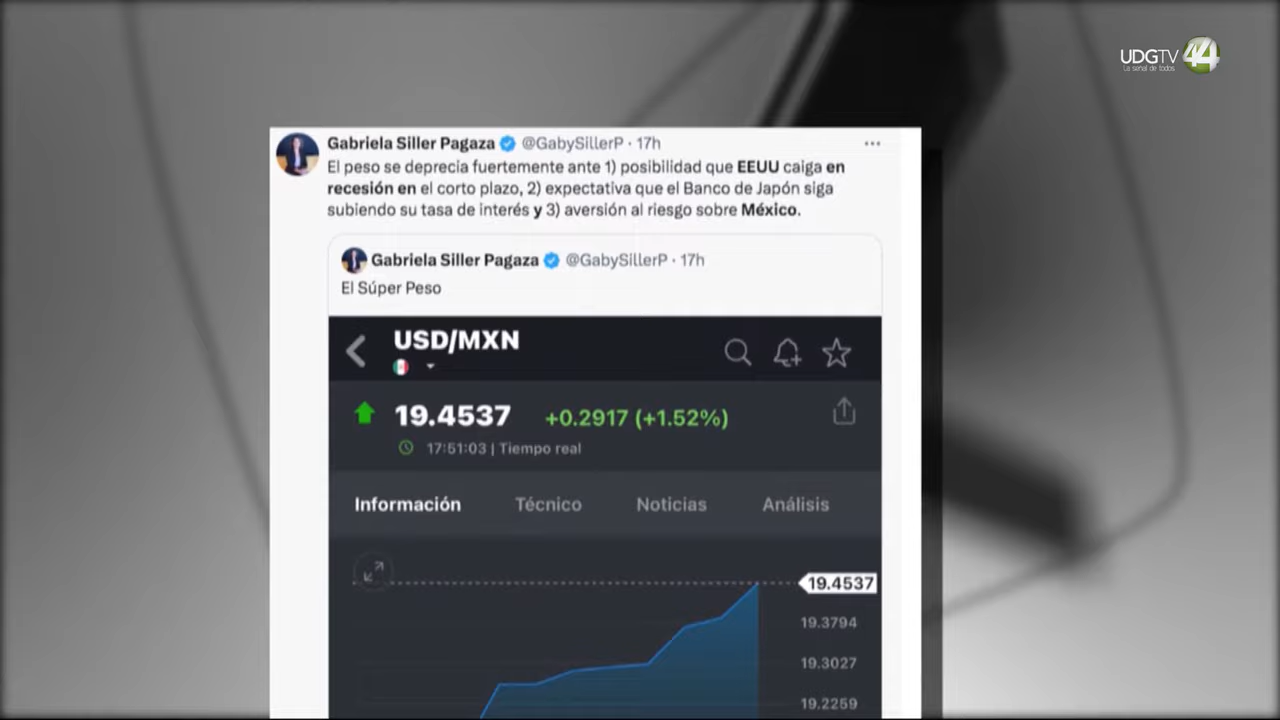 UDGTV 44
La señal de todos
Gabriela Siller Pagaza @GabySillerP · 17h
El peso se deprecia fuertemente ante 1) posibilidad que EEUU caiga en
recesión en el corto plazo, 2) expectativa que el Banco de Japón siga
subiendo su tasa de interés y 3) aversión al riesgo sobre México.
Gabriela Siller Pagaza @GabySillerP · 17h
El Súper Peso
USD/MXN
19.4537 +0.2917 (+1.52%)
17:51:03 | Tiempo real
Información Técnico Noticias Análisis
19.4537
19.3794
19.3027
19.2259